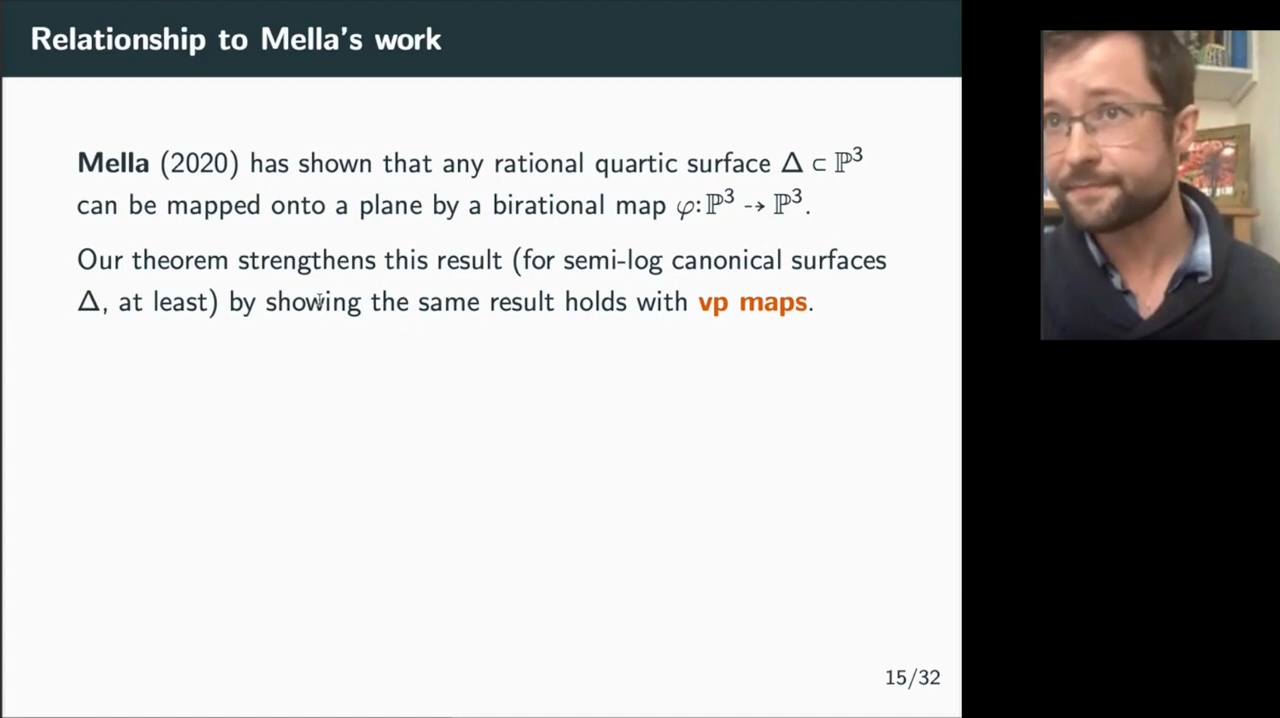 Relationship to Mella's work
Mella (2020) has shown that any rational quartic surface Δ ⊂ ℙ³
can be mapped onto a plane by a birational map φ: ℙ³ ⇢ ℙ³.
Our theorem strengthens this result (for semi-log canonical surfaces
Δ, at least) by showing the same result holds with vp maps.
15/32